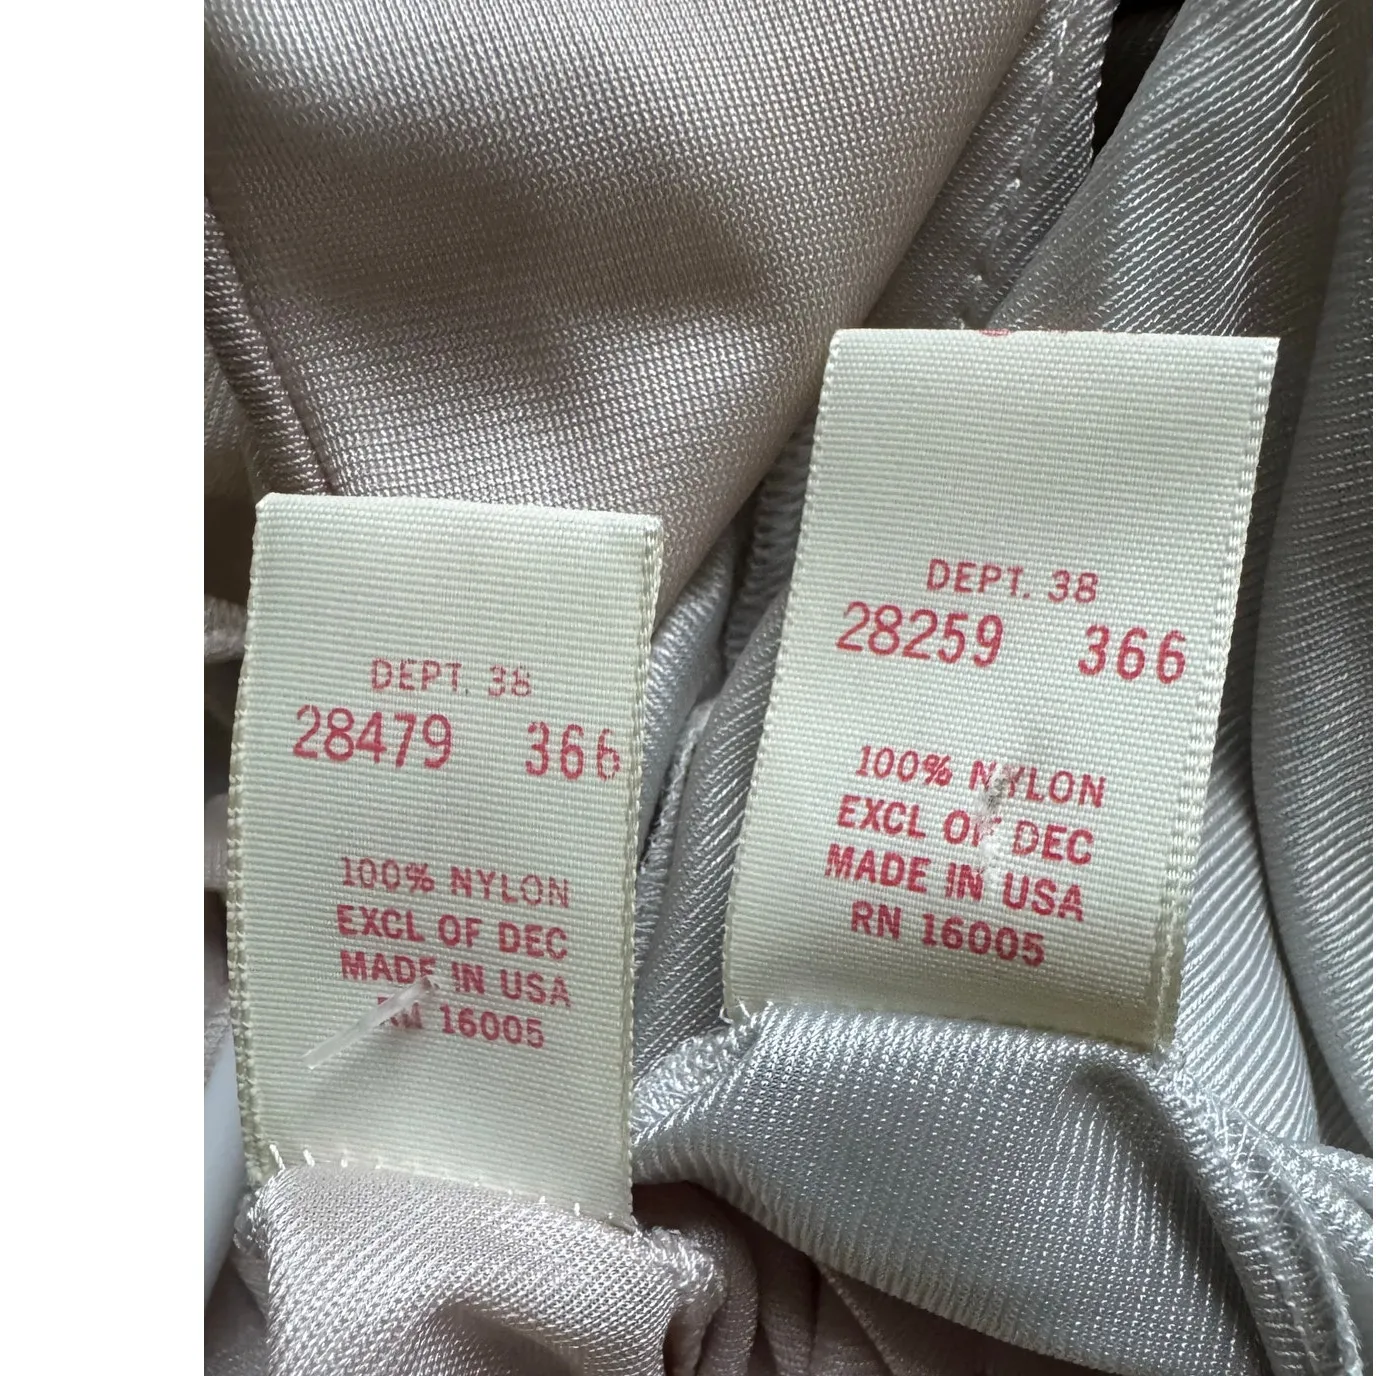 DEPT. 38
28479 366
100% NYLON
EXCL OF DEC
MADE IN USA
RN 16005
DEPT. 38
28259 366
100% NYLON
EXCL OF DEC
MADE IN USA
RN 16005